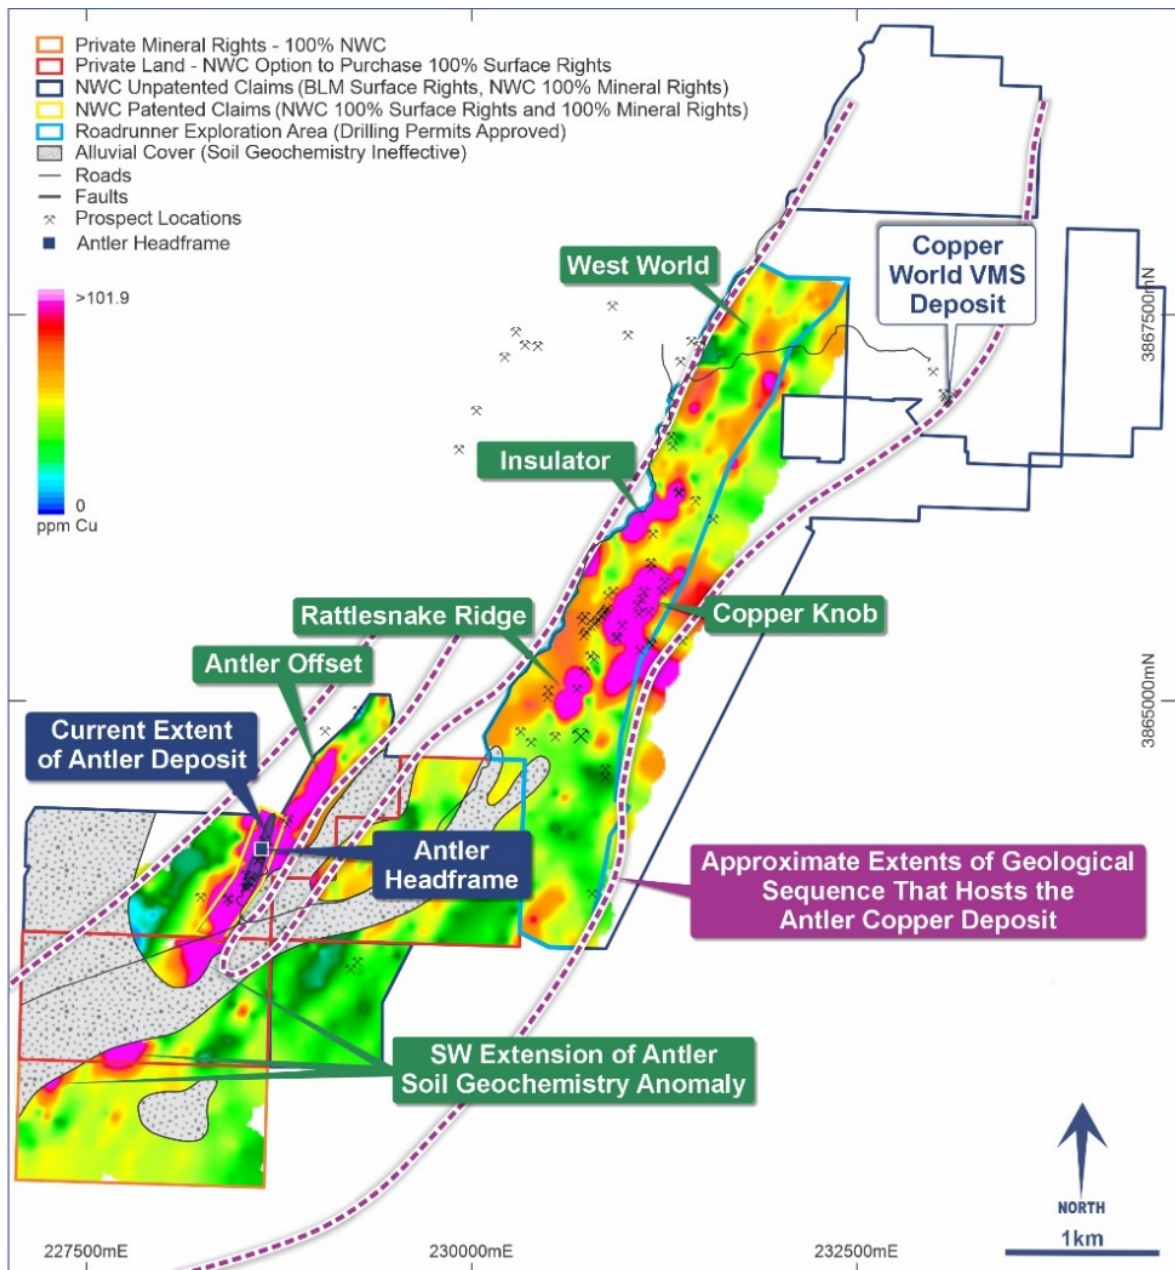 Private Mineral Rights - 100% NWC
Private Land - NWC Option to Purchase 100% Surface Rights
NWC Unpatented Claims (BLM Surface Rights, NWC 100% Mineral Rights)
NWC Patented Claims (NWC 100% Surface Rights and 100% Mineral Rights)
Roadrunner Exploration Area (Drilling Permits Approved)
Alluvial Cover (Soil Geochemistry Ineffective)
Roads
Faults
Prospect Locations
Antler Headframe
>101.9
0
ppm Cu
West World
Copper
World VMS
Deposit
3867500mN
Insulator
Rattlesnake Ridge
Copper Knob
Antler Offset
3865000mN
Current Extent
of Antler Deposit
Antler
Headframe
Approximate Extents of Geological
Sequence That Hosts the
Antler Copper Deposit
SW Extension of Antler
Soil Geochemistry Anomaly
NORTH
1km
227500mE
230000mE
232500mE